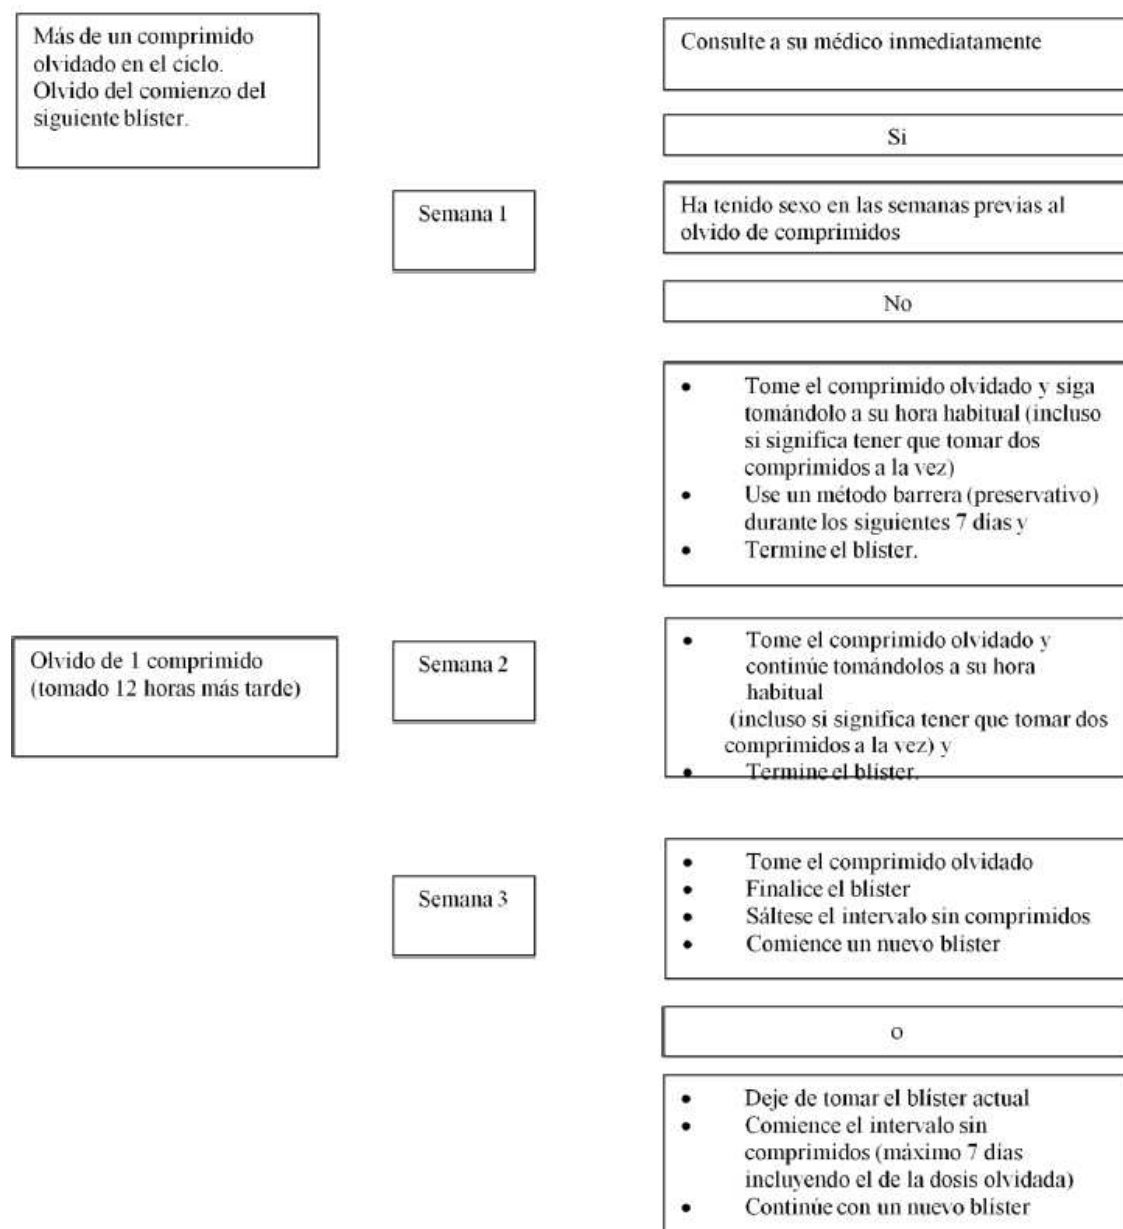 Más de un comprimido
olvidado en el ciclo.
Olvido del comienzo del
siguiente blíster.
Consulte a su médico inmediatamente
Si
Semana 1
Ha tenido sexo en las semanas previas al
olvido de comprimidos
No
• Tome el comprimido olvidado y siga
tomándolo a su hora habitual (incluso
si significa tener que tomar dos
comprimidos a la vez)
• Use un método barrera (preservativo)
durante los siguientes 7 días y
• Termine el blíster.
Olvido de 1 comprimido
(tomado 12 horas más tarde)
Semana 2
• Tome el comprimido olvidado y
continúe tomándolos a su hora
habitual
(incluso si significa tener que tomar dos
comprimidos a la vez) y
• Termine el blíster.
Semana 3
• Tome el comprimido olvidado
• Finalice el blíster
• Sáltese el intervalo sin comprimidos
• Comience un nuevo blíster
o
• Deje de tomar el blíster actual
• Comience el intervalo sin
comprimidos (máximo 7 días
incluyendo el de la dosis olvidada)
• Continúe con un nuevo blíster